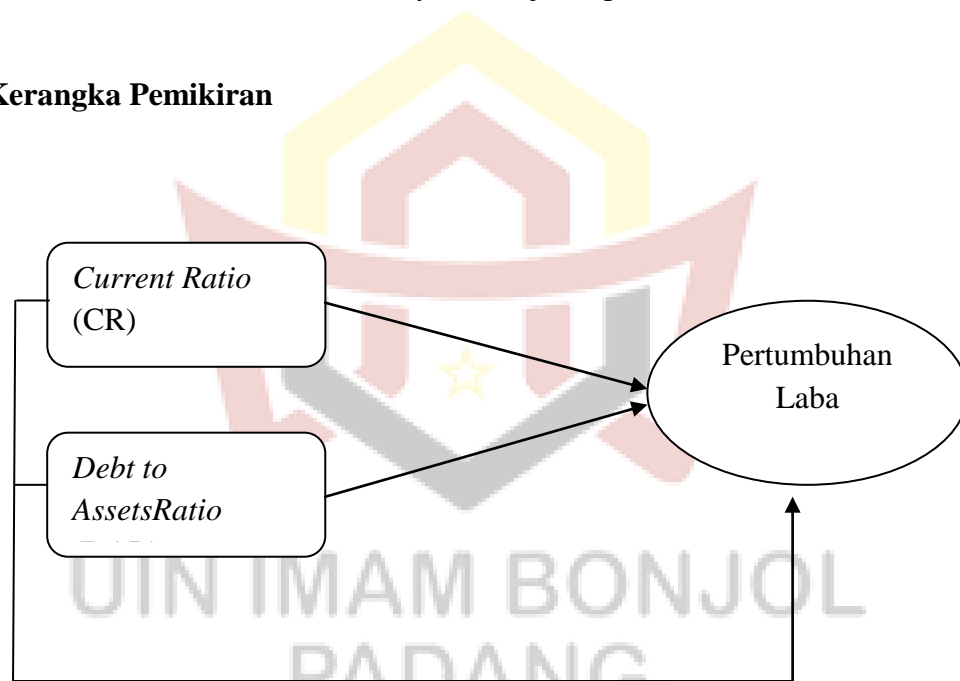 Kerangka Pemikiran
Current Ratio
(CR)
Pertumbuhan
Laba
Debt to
AssetsRatio
UIN IMAM BONJOL
PADANG